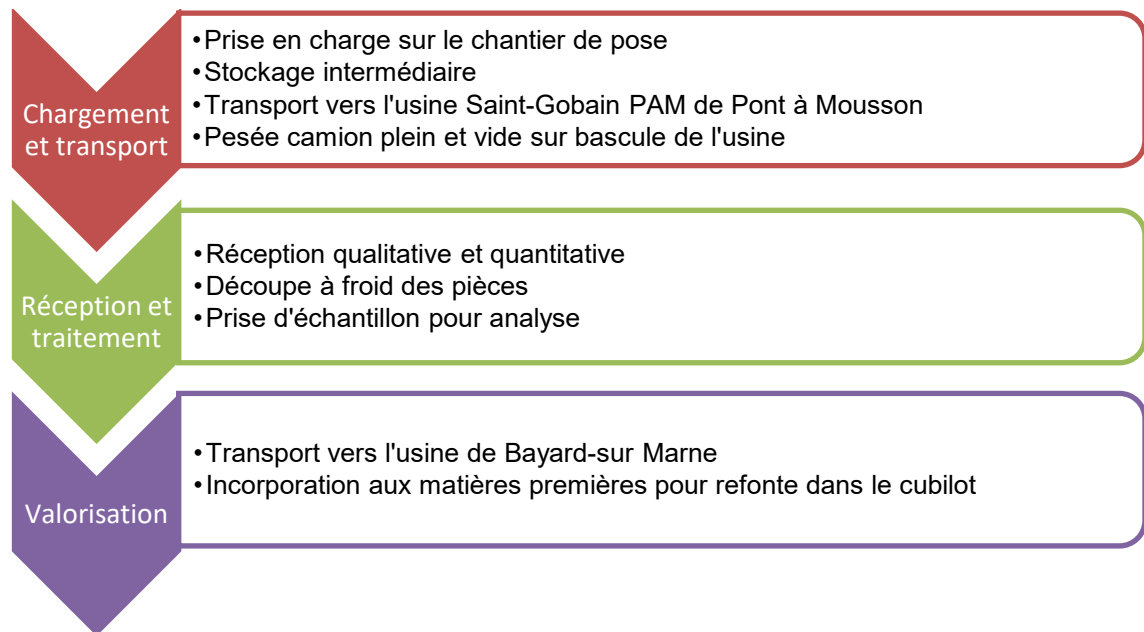 Chargement
et transport
•Prise en charge sur le chantier de pose
•Stockage intermédiaire
•Transport vers l'usine Saint-Gobain PAM de Pont à Mousson
•Pesée camion plein et vide sur bascule de l'usine
Réception et
traitement
•Réception qualitative et quantitative
•Découpe à froid des pièces
•Prise d'échantillon pour analyse
Valorisation
•Transport vers l'usine de Bayard-sur Marne
•Incorporation aux matières premières pour refonte dans le cubilot